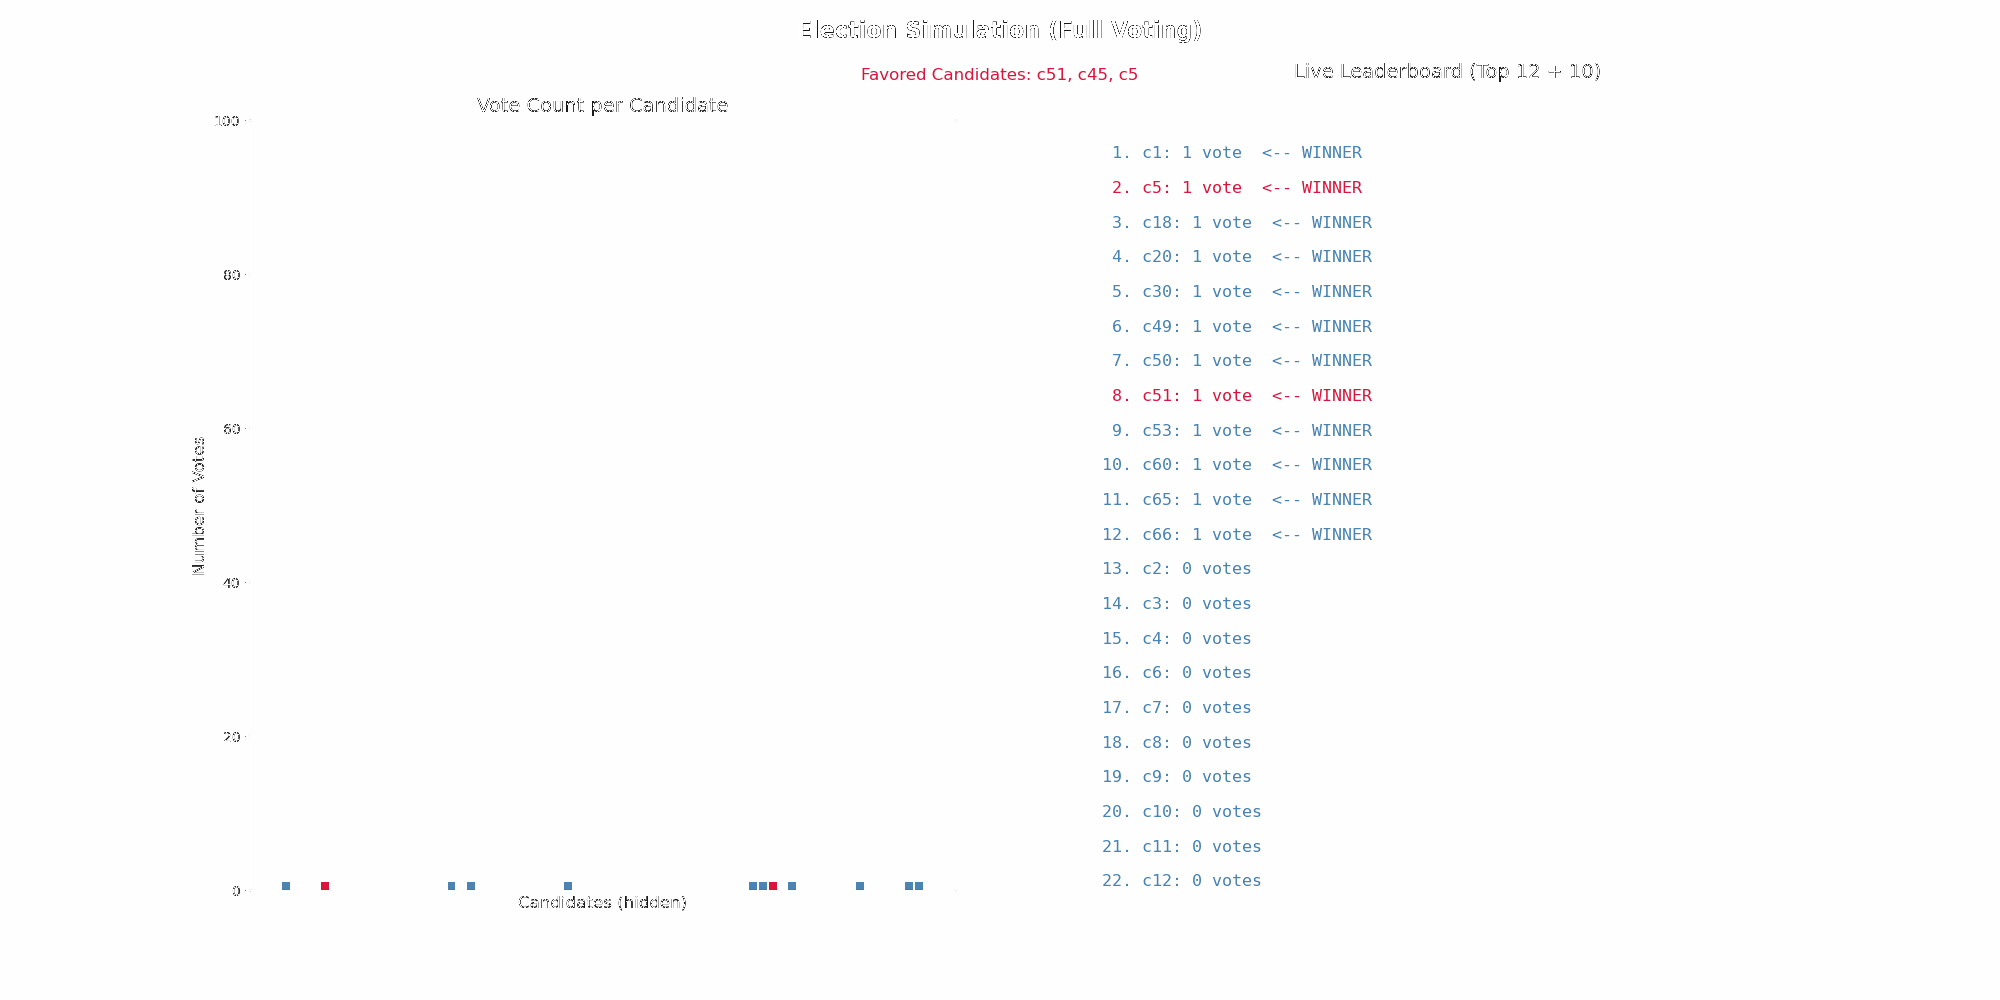 Election Simulation (Full Voting)
Favored Candidates: c51, c45, c5
Vote Count per Candidate
100
80
60
40
20
0
Number of Votes
Candidates (hidden)
Live Leaderboard (Top 12 + 10)
1. c1: 1 vote <-- WINNER
2. c5: 1 vote <-- WINNER
3. c18: 1 vote <-- WINNER
4. c20: 1 vote <-- WINNER
5. c30: 1 vote <-- WINNER
6. c49: 1 vote <-- WINNER
7. c50: 1 vote <-- WINNER
8. c51: 1 vote <-- WINNER
9. c53: 1 vote <-- WINNER
10. c60: 1 vote <-- WINNER
11. c65: 1 vote <-- WINNER
12. c66: 1 vote <-- WINNER
13. c2: 0 votes
14. c3: 0 votes
15. c4: 0 votes
16. c6: 0 votes
17. c7: 0 votes
18. c8: 0 votes
19. c9: 0 votes
20. c10: 0 votes
21. c11: 0 votes
22. c12: 0 votes